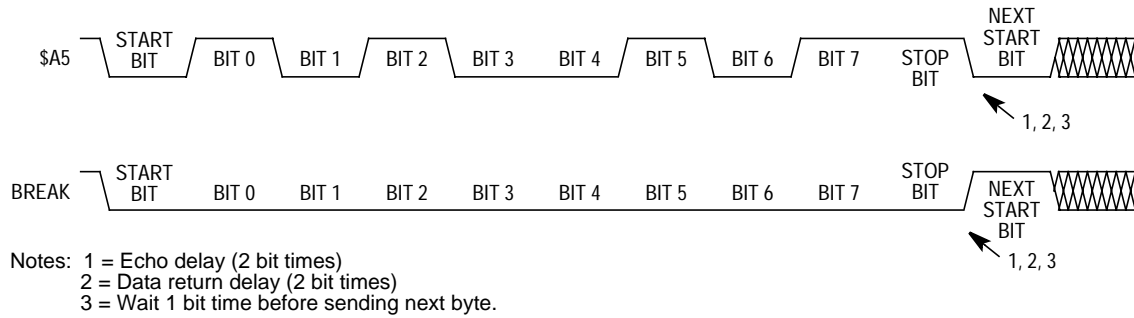 $A5 START BIT BIT 0 BIT 1 BIT 2 BIT 3 BIT 4 BIT 5 BIT 6 BIT 7 STOP BIT NEXT START BIT
1, 2, 3
BREAK START BIT BIT 0 BIT 1 BIT 2 BIT 3 BIT 4 BIT 5 BIT 6 BIT 7 STOP BIT NEXT START BIT
1, 2, 3
Notes: 1 = Echo delay (2 bit times)
2 = Data return delay (2 bit times)
3 = Wait 1 bit time before sending next byte.